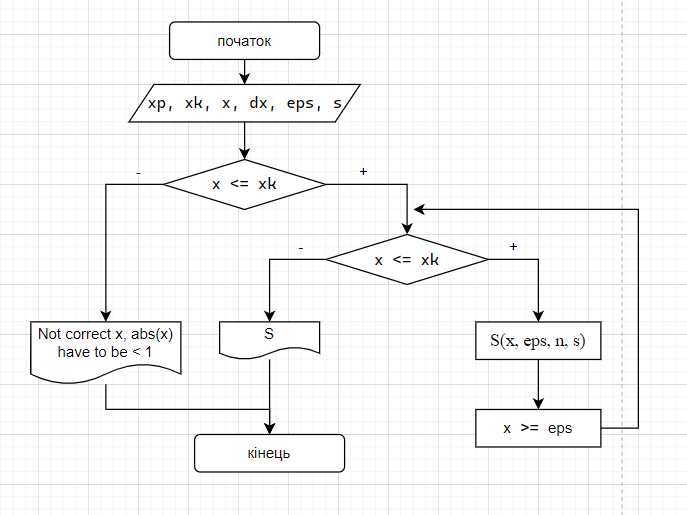 початок
xp, xk, x, dx, eps, s
x <= xk
-
+
x <= xk
-
+
Not correct x, abs(x)
have to be < 1
S
S(x, eps, n, s)
x >= eps
кінець